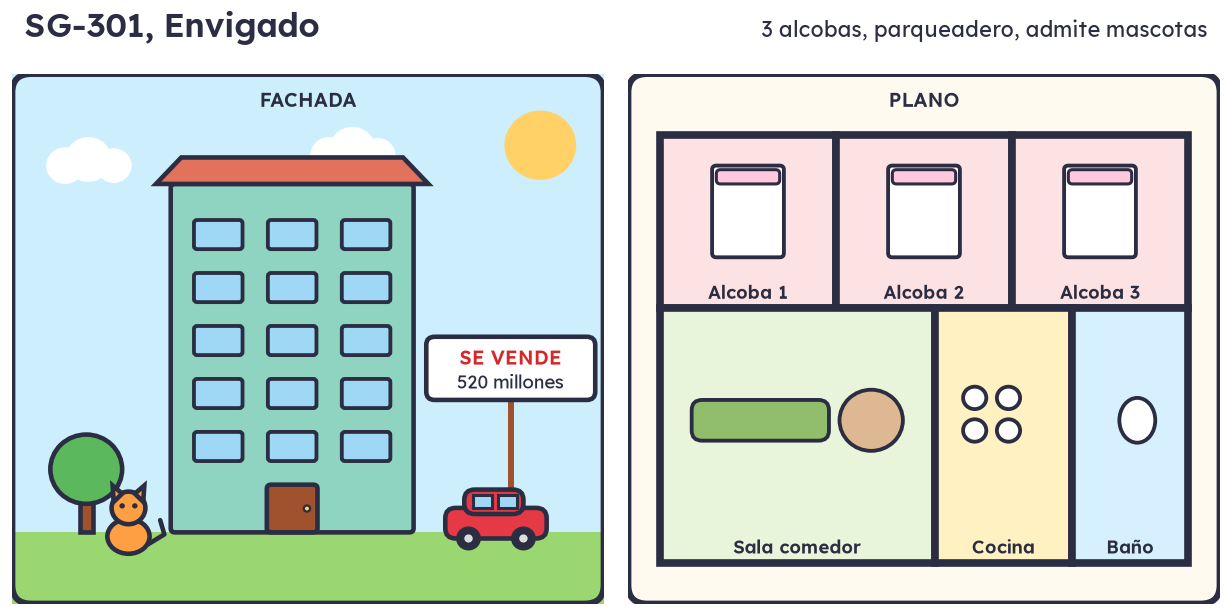 SG-301, Envigado
3 alcobas, parqueadero, admite mascotas
FACHADA
SE VENDE
520 millones
PLANO
Alcoba 1
Alcoba 2
Alcoba 3
Sala comedor
Cocina
Baño